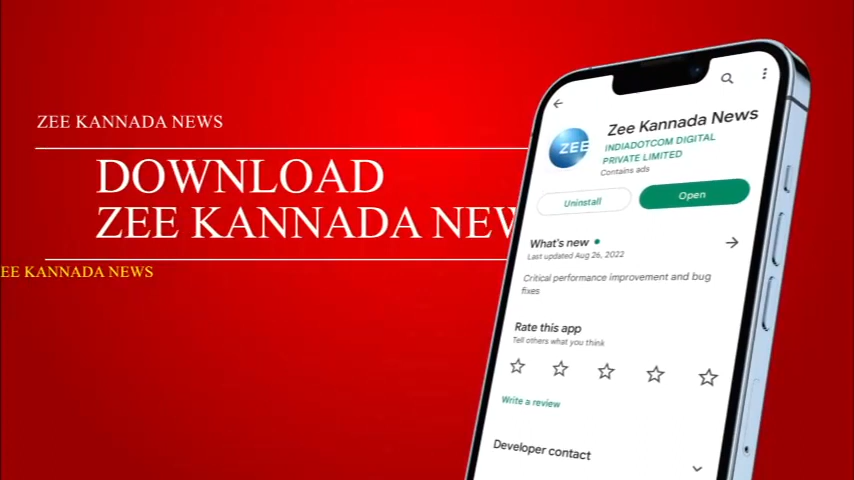 ZEE KANNADA NEWS
DOWNLOAD
ZEE KANNADA NEW
EE KANNADA NEWS
Zee Kannada News
ZEE
INDIADOTCOM DIGITAL
PRIVATE LIMITED
Contains ads
Uninstall
Open
What's new
Last updated Aug 26, 2022
Critical performance improvement and bug
fixes
Rate this app
Tell others what you think
Write a review
Developer contact